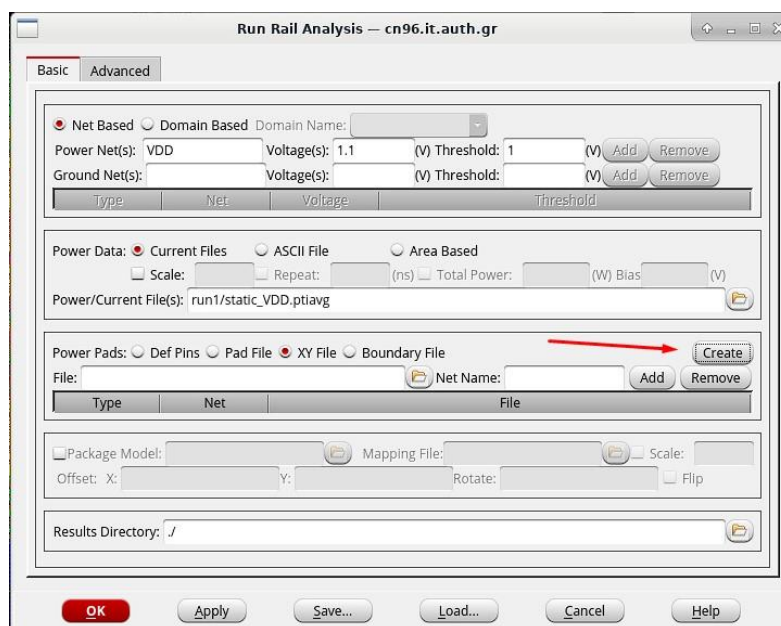 Run Rail Analysis — cn96.it.auth.gr
Basic Advanced
Net Based Domain Based Domain Name:
Power Net(s): VDD Voltage(s): 1.1 (V) Threshold: 1 (V) Add Remove
Ground Net(s): Voltage(s): (V) Threshold: (V) Add Remove
Type Net Voltage Threshold
Power Data: Current Files ASCII File Area Based
Scale: Repeat: (ns) Total Power: (W) Bias (V)
Power/Current File(s): run1/static_VDD.ptiavg
Power Pads: Def Pins Pad File XY File Boundary File Create
File: Net Name: Add Remove
Type Net File
Package Model: Mapping File: Scale:
Offset: X: Y: Rotate: Flip
Results Directory: ./
OK Apply Save... Load... Cancel Help